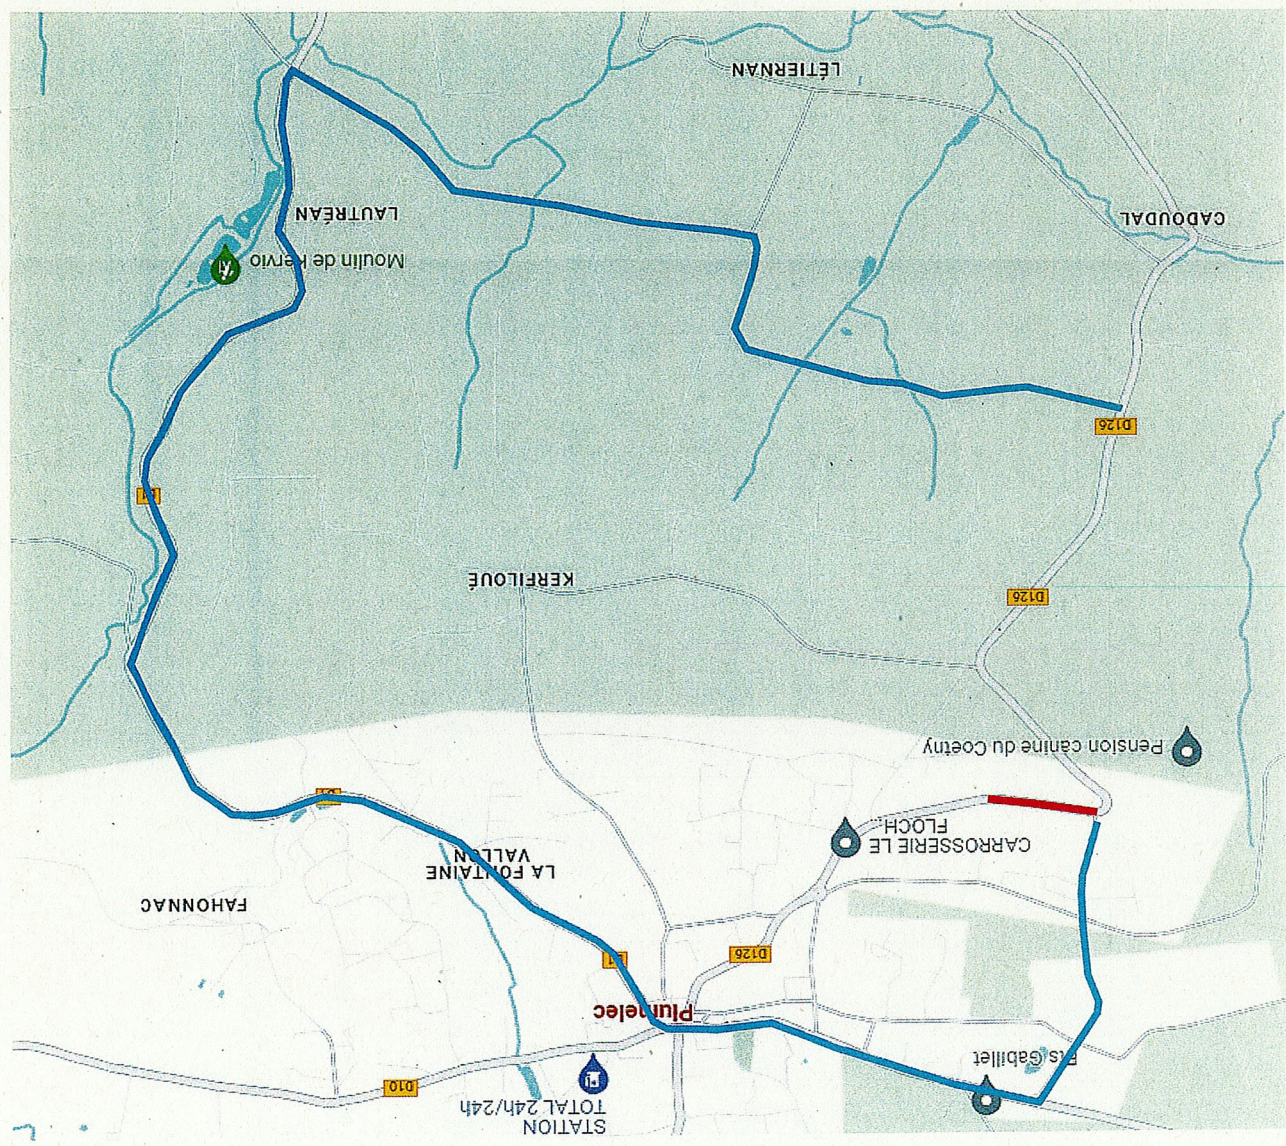 STATION
TOTAL 24h/24h
D10
Ets Gabillet
Plumelec
D126
FAHONNAC
LA FONTAINE
VALLON
CARROSSERIE LE
FLOCH.
Pension canine du Coetny
D126
KERFILOUÉ
D126
Moulin de Kervio
CADOUDAL
LAUTRÉAN
LÉTIERNAN